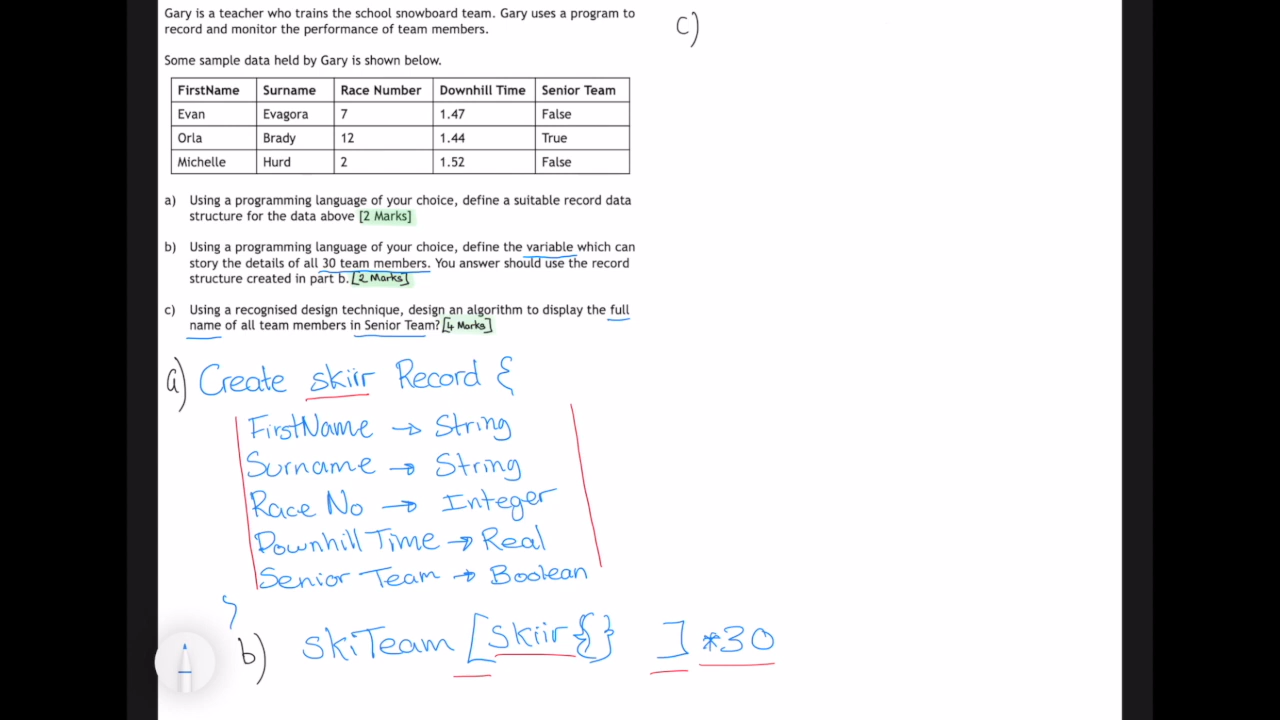 Gary is a teacher who trains the school snowboard team. Gary uses a program to
record and monitor the performance of team members.
Some sample data held by Gary is shown below.
FirstName Surname Race Number Downhill Time Senior Team
Evan Evagora 7 1.47 False
Orla Brady 12 1.44 True
Michelle Hurd 2 1.52 False
a) Using a programming language of your choice, define a suitable record data
structure for the data above [2 Marks]
b) Using a programming language of your choice, define the variable which can
story the details of all 30 team members. You answer should use the record
structure created in part b. [2 Marks]
c) Using a recognised design technique, design an algorithm to display the full
name of all team members in Senior Team? [4 Marks]
a) Create skiir Record {
FirstName → String
Surname → String
Race No → Integer
Downhill Time → Real
Senior Team → Boolean
}
b) skiTeam [skiir{} ] *30
c)